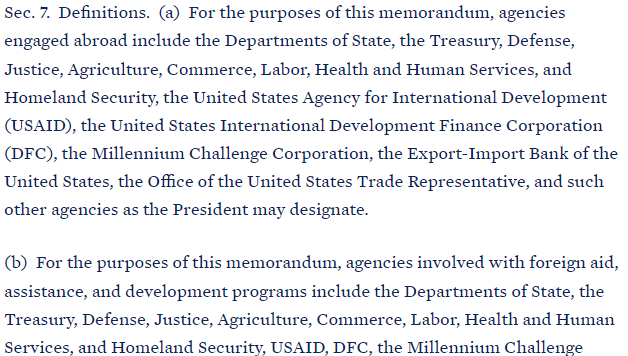 Sec. 7. Definitions. (a) For the purposes of this memorandum, agencies
engaged abroad include the Departments of State, the Treasury, Defense,
Justice, Agriculture, Commerce, Labor, Health and Human Services, and
Homeland Security, the United States Agency for International Development
(USAID), the United States International Development Finance Corporation
(DFC), the Millennium Challenge Corporation, the Export-Import Bank of the
United States, the Office of the United States Trade Representative, and such
other agencies as the President may designate.
(b) For the purposes of this memorandum, agencies involved with foreign aid,
assistance, and development programs include the Departments of State, the
Treasury, Defense, Justice, Agriculture, Commerce, Labor, Health and Human
Services, and Homeland Security, USAID, DFC, the Millennium Challenge